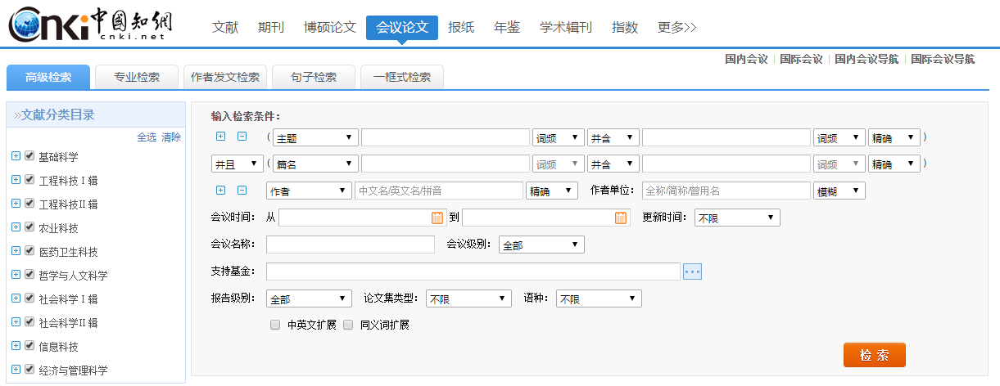 Cnki 中國知網
cnki.net
文献 期刊 博硕论文 会议论文 报纸 年鉴 学术辑刊 指数 更多>>
国内会议 | 国际会议 | 国内会议导航 | 国际会议导航
高级检索 专业检索 作者发文检索 句子检索 一框式检索
文献分类目录
全选 清除
基础科学
工程科技Ⅰ辑
工程科技Ⅱ辑
农业科技
医药卫生科技
哲学与人文科学
社会科学Ⅰ辑
社会科学Ⅱ辑
信息科技
经济与管理科学
输入检索条件：
( 主题 词频 并含 词频 精确 )
并且 ( 篇名 词频 并含 词频 精确 )
作者 中文名/英文名/拼音 精确 作者单位： 全称/简称/曾用名 模糊
会议时间： 从 到 更新时间： 不限
会议名称： 会议级别： 全部
支持基金： ...
报告级别： 全部 论文集类型： 不限 语种： 不限
中英文扩展 同义词扩展
检 索